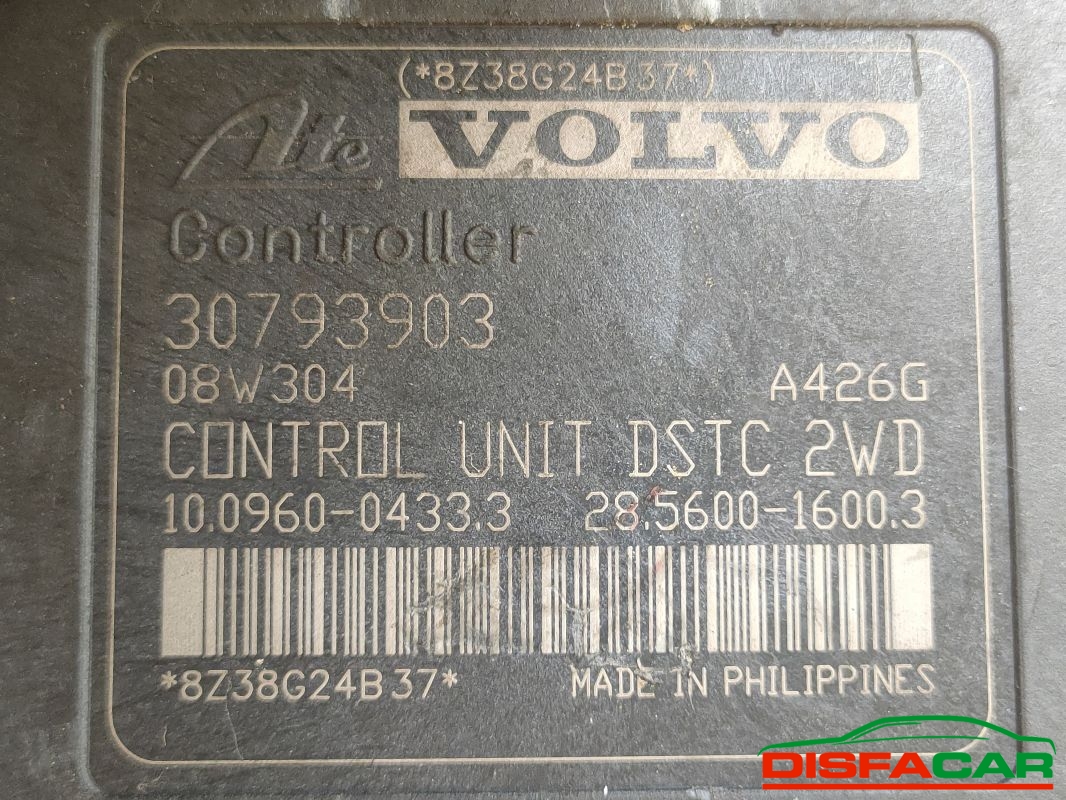 (*8Z38G24B37*)
Ate VOLVO
Controller
30793903
08W304 A426G
CONTROL UNIT DSTC 2WD
10.0960-0433.3 28.5600-1600.3
*8Z38G24B37* MADE IN PHILIPPINES
DISFACAR